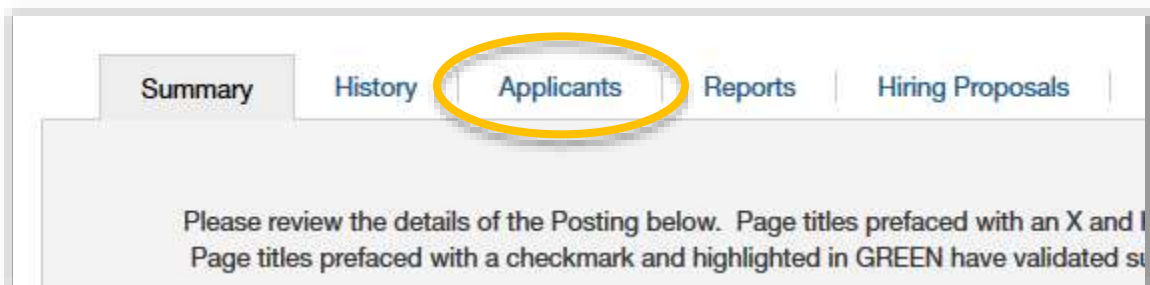 Summary History Applicants Reports Hiring Proposals
Please review the details of the Posting below. Page titles prefaced with an X and
Page titles prefaced with a checkmark and highlighted in GREEN have validated